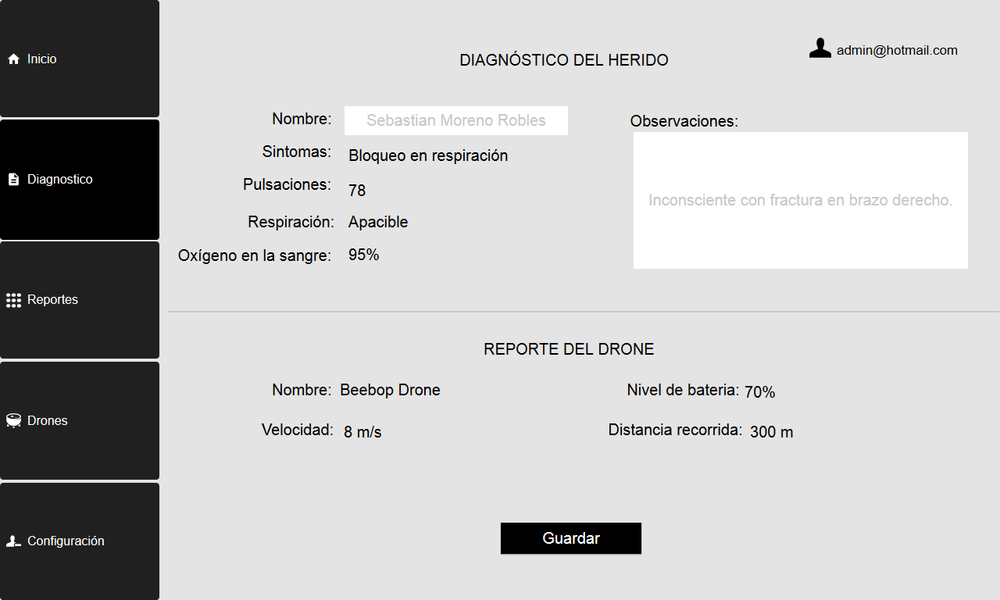 Inicio
Diagnostico
Reportes
Drones
Configuración
admin@hotmail.com
DIAGNÓSTICO DEL HERIDO
Nombre: Sebastian Moreno Robles
Sintomas: Bloqueo en respiración
Pulsaciones: 78
Respiración: Apacible
Oxígeno en la sangre: 95%
Observaciones:
Inconsciente con fractura en brazo derecho.
REPORTE DEL DRONE
Nombre: Beebop Drone
Nivel de bateria: 70%
Velocidad: 8 m/s
Distancia recorrida: 300 m
Guardar